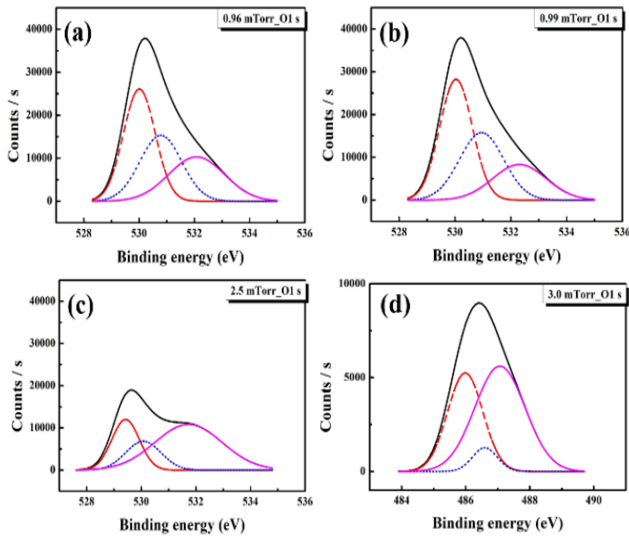 (a) 0.96 mTorr_O1 s
Counts / s
40000
30000
20000
10000
0
528 530 532 534 536
Binding energy (eV)
(b) 0.99 mTorr_O1 s
Counts / s
40000
30000
20000
10000
0
528 530 532 534 536
Binding energy (eV)
(c) 2.5 mTorr_O1 s
Counts / s
40000
30000
20000
10000
0
528 530 532 534 536
Binding energy (eV)
(d) 3.0 mTorr_O1 s
Counts / s
10000
5000
0
484 486 488 490
Binding energy (eV)